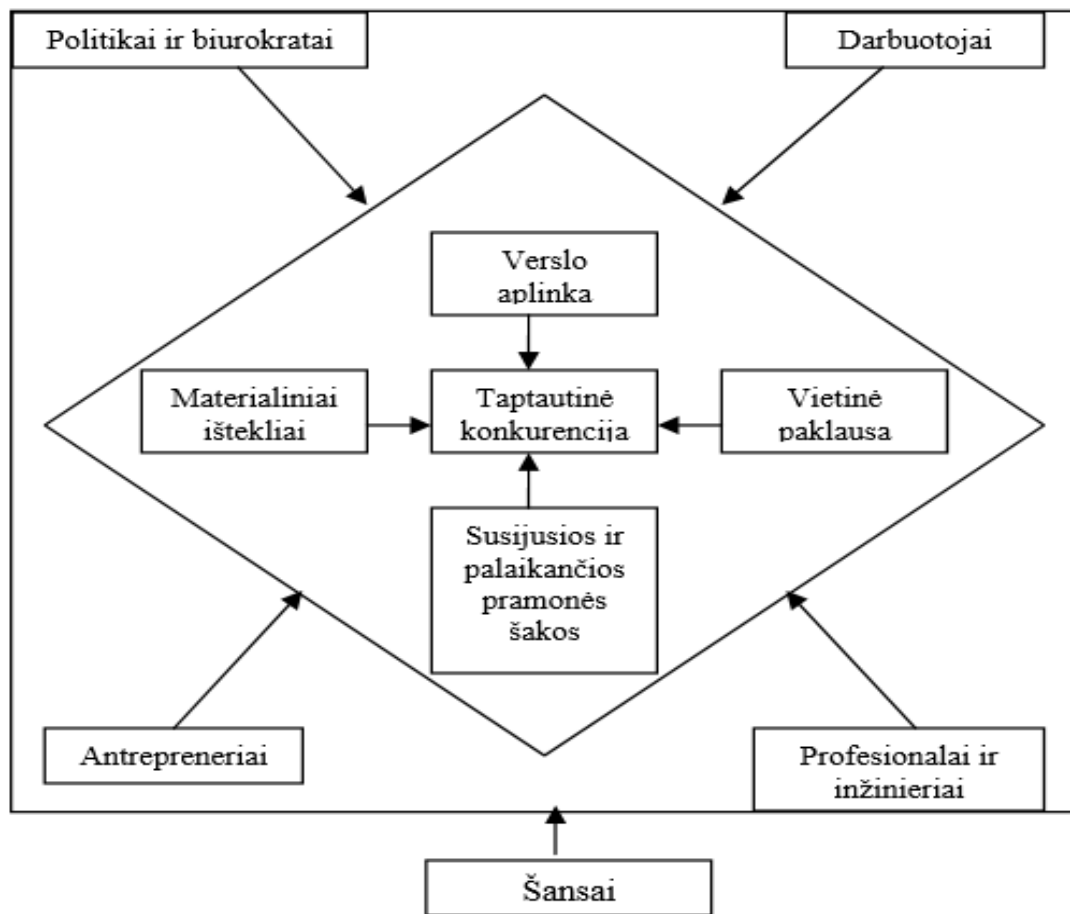 Politikai ir biurokratai
Darbuotojai
Verslo
aplinka
Materialiniai
ištekliai
Taptautinė
konkurencija
Vietinė
paklausa
Susijusios ir
palaikančios
pramonės
šakos
Antrepreneriai
Profesionalai ir
inžinieriai
Šansai